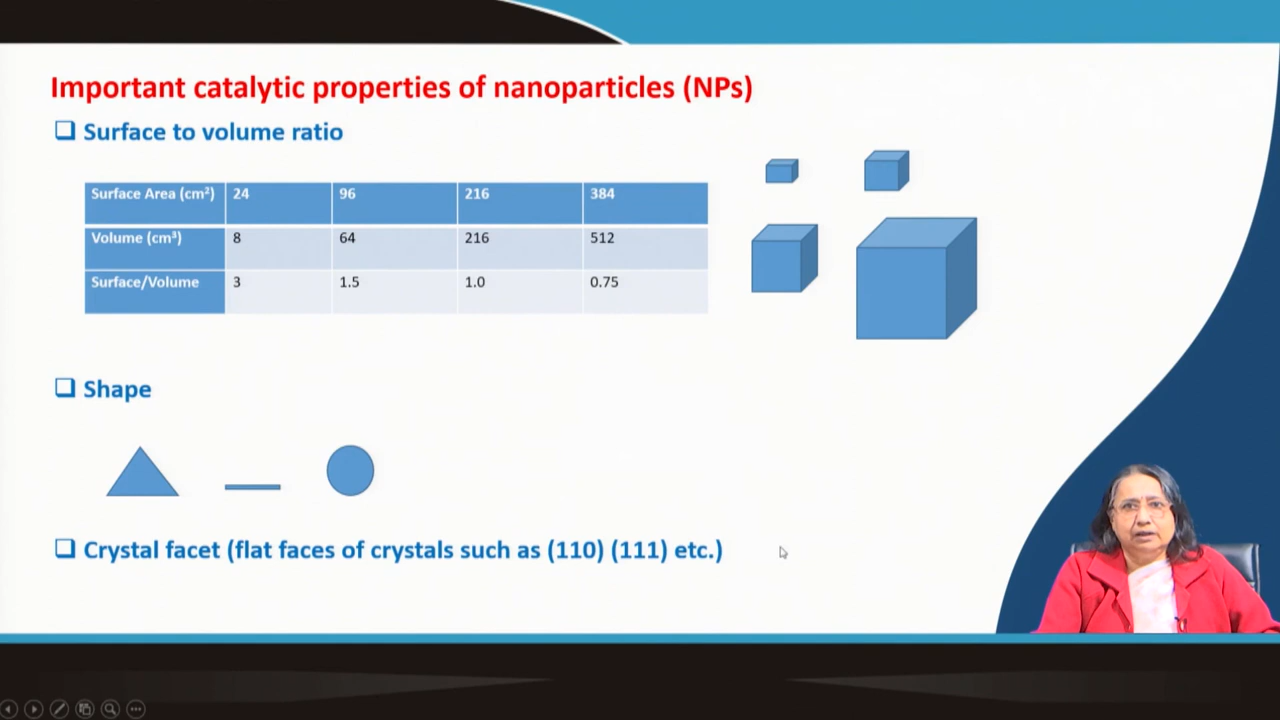 Important catalytic properties of nanoparticles (NPs)
❑ Surface to volume ratio
Surface Area (cm²) 24 96 216 384
Volume (cm³) 8 64 216 512
Surface/Volume 3 1.5 1.0 0.75
❑ Shape
❑ Crystal facet (flat faces of crystals such as (110) (111) etc.)